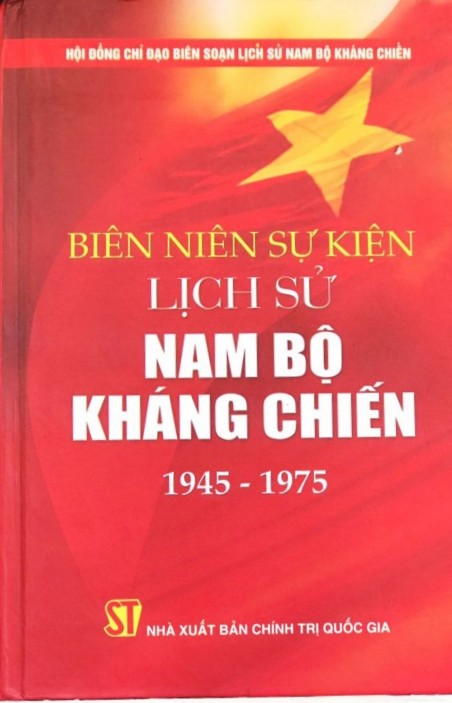 HỘI ĐỒNG CHỈ ĐẠO BIÊN SOẠN LỊCH SỬ NAM BỘ KHÁNG CHIẾN
BIÊN NIÊN SỰ KIỆN
LỊCH SỬ
NAM BỘ
KHÁNG CHIẾN
1945 - 1975
ST NHÀ XUẤT BẢN CHÍNH TRỊ QUỐC GIA